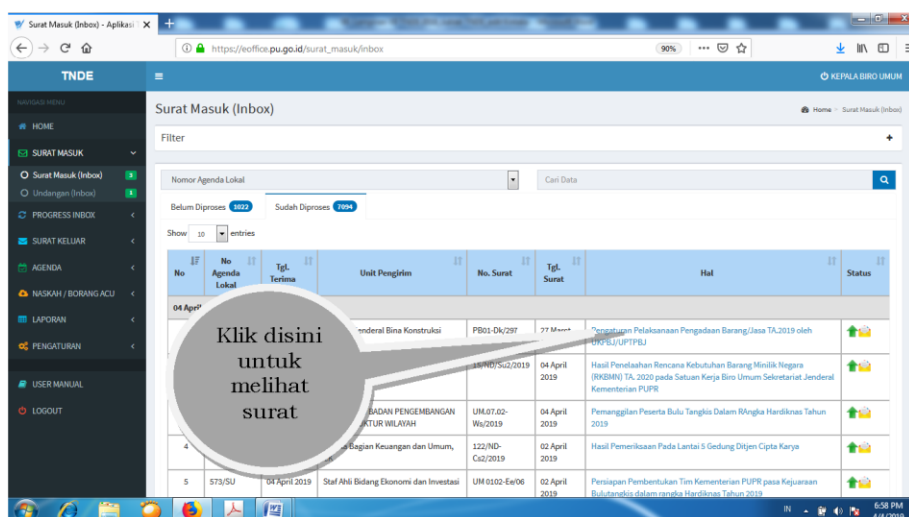 Surat Masuk (Inbox) - Aplikasi
https://eoffice.pu.go.id/surat_masuk/inbox
90%
TNDE
KEPALA BIRO UMUM
NAVIGASI MENU
HOME
SURAT MASUK
Surat Masuk (Inbox) 3
Undangan (Inbox) 1
PROGRESS INBOX
SURAT KELUAR
AGENDA
NASKAH / BORANG ACU
LAPORAN
PENGATURAN
USER MANUAL
LOGOUT
Surat Masuk (Inbox)
Home Surat Masuk (Inbox)
Filter
Nomor Agenda Lokal
Cari Data
Belum Diproses 1022 Sudah Diproses 7094
Show 10 entries
No
No Agenda Lokal
Tgl. Terima
Unit Pengirim
No. Surat
Tgl. Surat
Hal
Status
04 April
Klik disini
untuk
melihat
surat
enderal Bina Konstruksi
PB01-Dk/297
27 Maret
Pengaturan Pelaksanaan Pengadaan Barang/Jasa TA.2019 oleh
UKPBJ/UPTPBJ
15/ND/Su2/2019
04 April
2019
Hasil Penelaahan Rencana Kebutuhan Barang Minilik Negara
(RKBMN) TA. 2020 pada Satuan Kerja Biro Umum Sekretariat Jenderal
Kementerian PUPR
BADAN PENGEMBANGAN
KTUR WILAYAH
UM.07.02-
Ws/2019
04 April
2019
Pemanggilan Peserta Bulu Tangkis Dalam RAngka Hardiknas Tahun
2019
4
Bagian Keuangan dan Umum,
122/ND-
Cs2/2019
02 April
2019
Hasil Pemeriksaan Pada Lantai 5 Gedung Ditjen Cipta Karya
5
573/SU
04 April 2019
Staf Ahli Bidang Ekonomi dan Investasi
UM 0102-Ee/06
02 April
2019
Persiapan Pembentukan Tim Kementerian PUPR pasa Kejuaraan
Bulutangkis dalam rangka Hardiknas Tahun 2019
IN
6:58 PM
4/4/2019